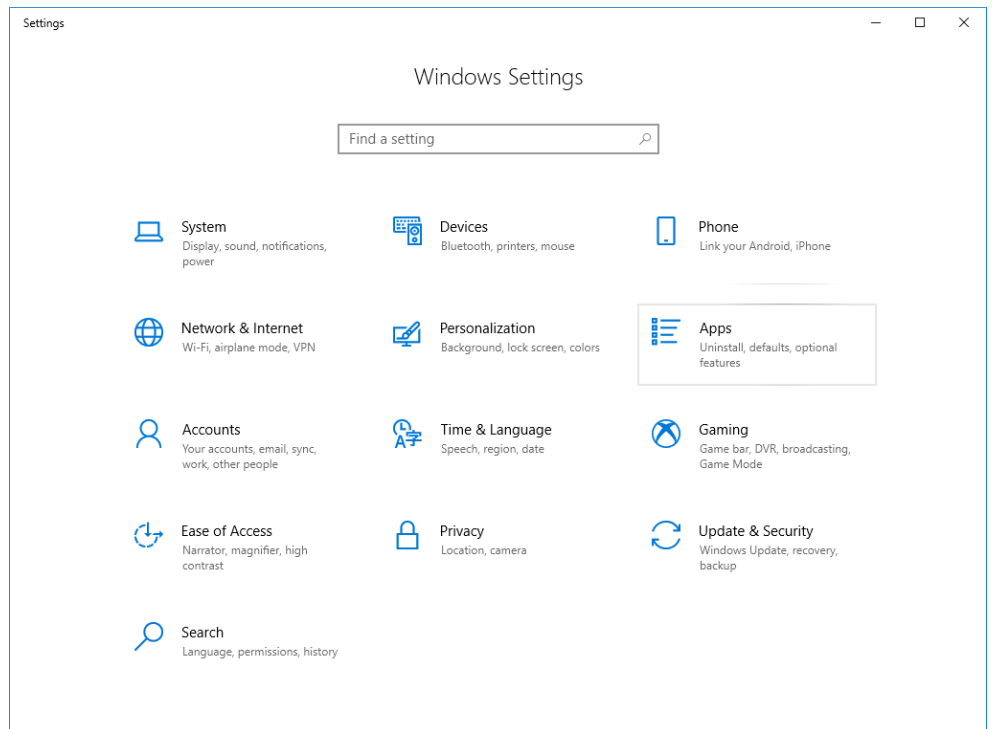 Settings
Windows Settings
Find a setting
System
Display, sound, notifications,
power
Devices
Bluetooth, printers, mouse
Phone
Link your Android, iPhone
Network & Internet
Wi-Fi, airplane mode, VPN
Personalization
Background, lock screen, colors
Apps
Uninstall, defaults, optional
features
Accounts
Your accounts, email, sync,
work, other people
Time & Language
Speech, region, date
Gaming
Game bar, DVR, broadcasting,
Game Mode
Ease of Access
Narrator, magnifier, high
contrast
Privacy
Location, camera
Update & Security
Windows Update, recovery,
backup
Search
Language, permissions, history